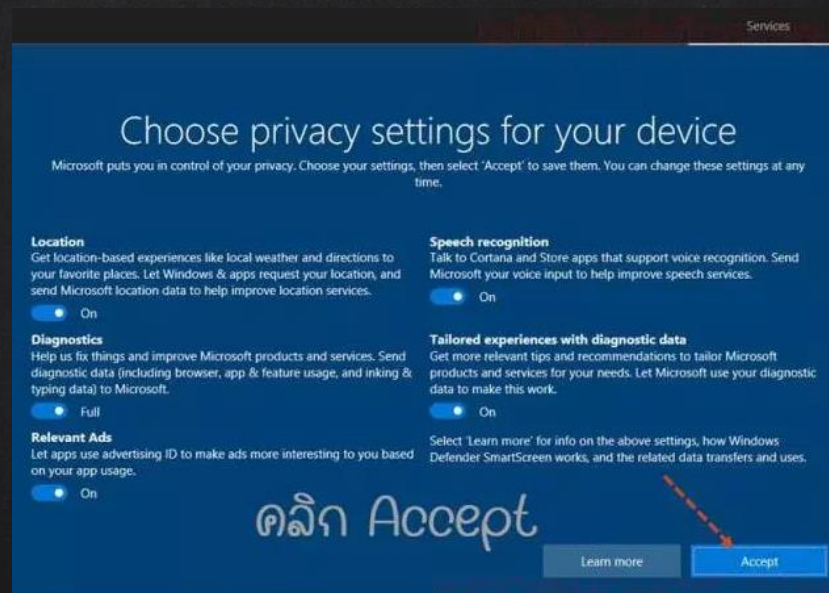 Services
Choose privacy settings for your device
Microsoft puts you in control of your privacy. Choose your settings, then select 'Accept' to save them. You can change these settings at any
time.
Location
Get location-based experiences like local weather and directions to
your favorite places. Let Windows & apps request your location, and
send Microsoft location data to help improve location services.
On
Diagnostics
Help us fix things and improve Microsoft products and services. Send
diagnostic data (including browser, app & feature usage, and inking &
typing data) to Microsoft.
Full
Relevant Ads
Let apps use advertising ID to make ads more interesting to you based
on your app usage.
On
Speech recognition
Talk to Cortana and Store apps that support voice recognition. Send
Microsoft your voice input to help improve speech services.
On
Tailored experiences with diagnostic data
Get more relevant tips and recommendations to tailor Microsoft
products and services for your needs. Let Microsoft use your diagnostic
data to make this work.
On
Select 'Learn more' for info on the above settings, how Windows
Defender SmartScreen works, and the related data transfers and uses.
คลิก Accept
Learn more
Accept